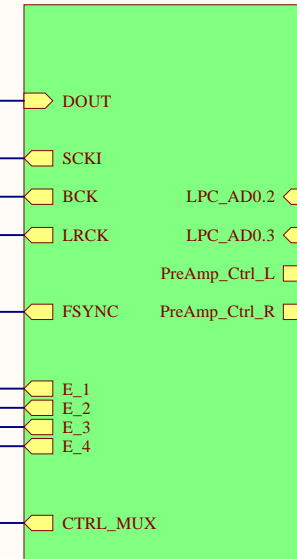 DOUT
SCKI
BCK LPC_AD0.2
LRCK LPC_AD0.3
PreAmp_Ctrl_L
FSYNC PreAmp_Ctrl_R
E_1
E_2
E_3
E_4
CTRL_MUX